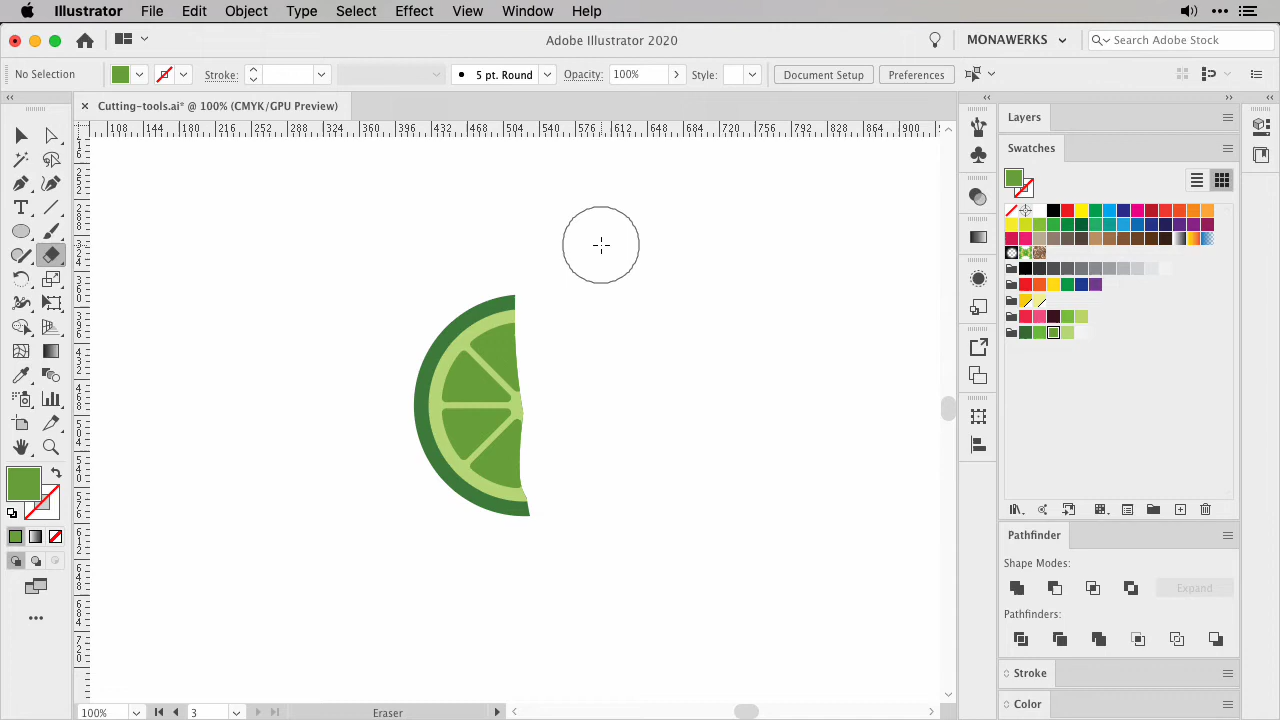 Illustrator File Edit Object Type Select Effect View Window Help
Adobe Illustrator 2020
MONAWERKS
Search Adobe Stock
No Selection
Stroke:
5 pt. Round
Opacity: 100%
Style:
Document Setup
Preferences
Cutting-tools.ai* @ 100% (CMYK/GPU Preview)
108 144 180 216 252 288 324 360 396 432 468 504 540 576 612 648 684 720 756 792 828 864 900
Layers
Swatches
Pathfinder
Shape Modes:
Expand
Pathfinders:
Stroke
Color
100%
3
Eraser